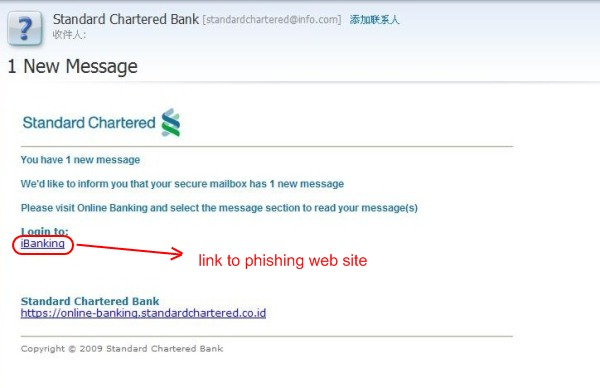 Standard Chartered Bank [standardchartered@info.com] 添加联系人
收件人:
1 New Message
Standard Chartered
You have 1 new message
We'd like to inform you that your secure mailbox has 1 new message
Please visit Online Banking and select the message section to read your message(s)
Login to:
iBanking
link to phishing web site
Standard Chartered Bank
https://online-banking.standardchartered.co.id
Copyright © 2009 Standard Chartered Bank